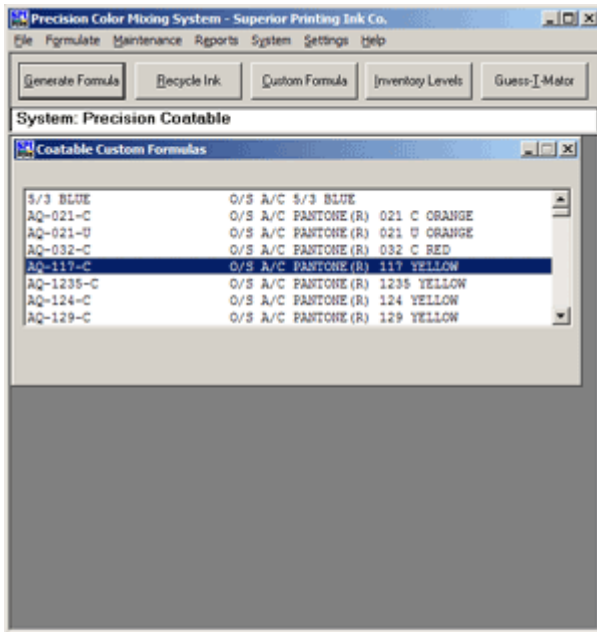 Precision Color Mixing System - Superior Printing Ink Co.
File Formulate Maintenance Reports System Settings Help
Generate Formula Recycle Ink Custom Formula Inventory Levels Guess-I-Mator
System: Precision Coatable
Coatable Custom Formulas
5/3 BLUE O/S A/C 5/3 BLUE
AQ-021-C O/S A/C PANTONE(R) 021 C ORANGE
AQ-021-U O/S A/C PANTONE(R) 021 U ORANGE
AQ-032-C O/S A/C PANTONE(R) 032 C RED
AQ-117-C O/S A/C PANTONE(R) 117 YELLOW
AQ-1235-C O/S A/C PANTONE(R) 1235 YELLOW
AQ-124-C O/S A/C PANTONE(R) 124 YELLOW
AQ-129-C O/S A/C PANTONE(R) 129 YELLOW